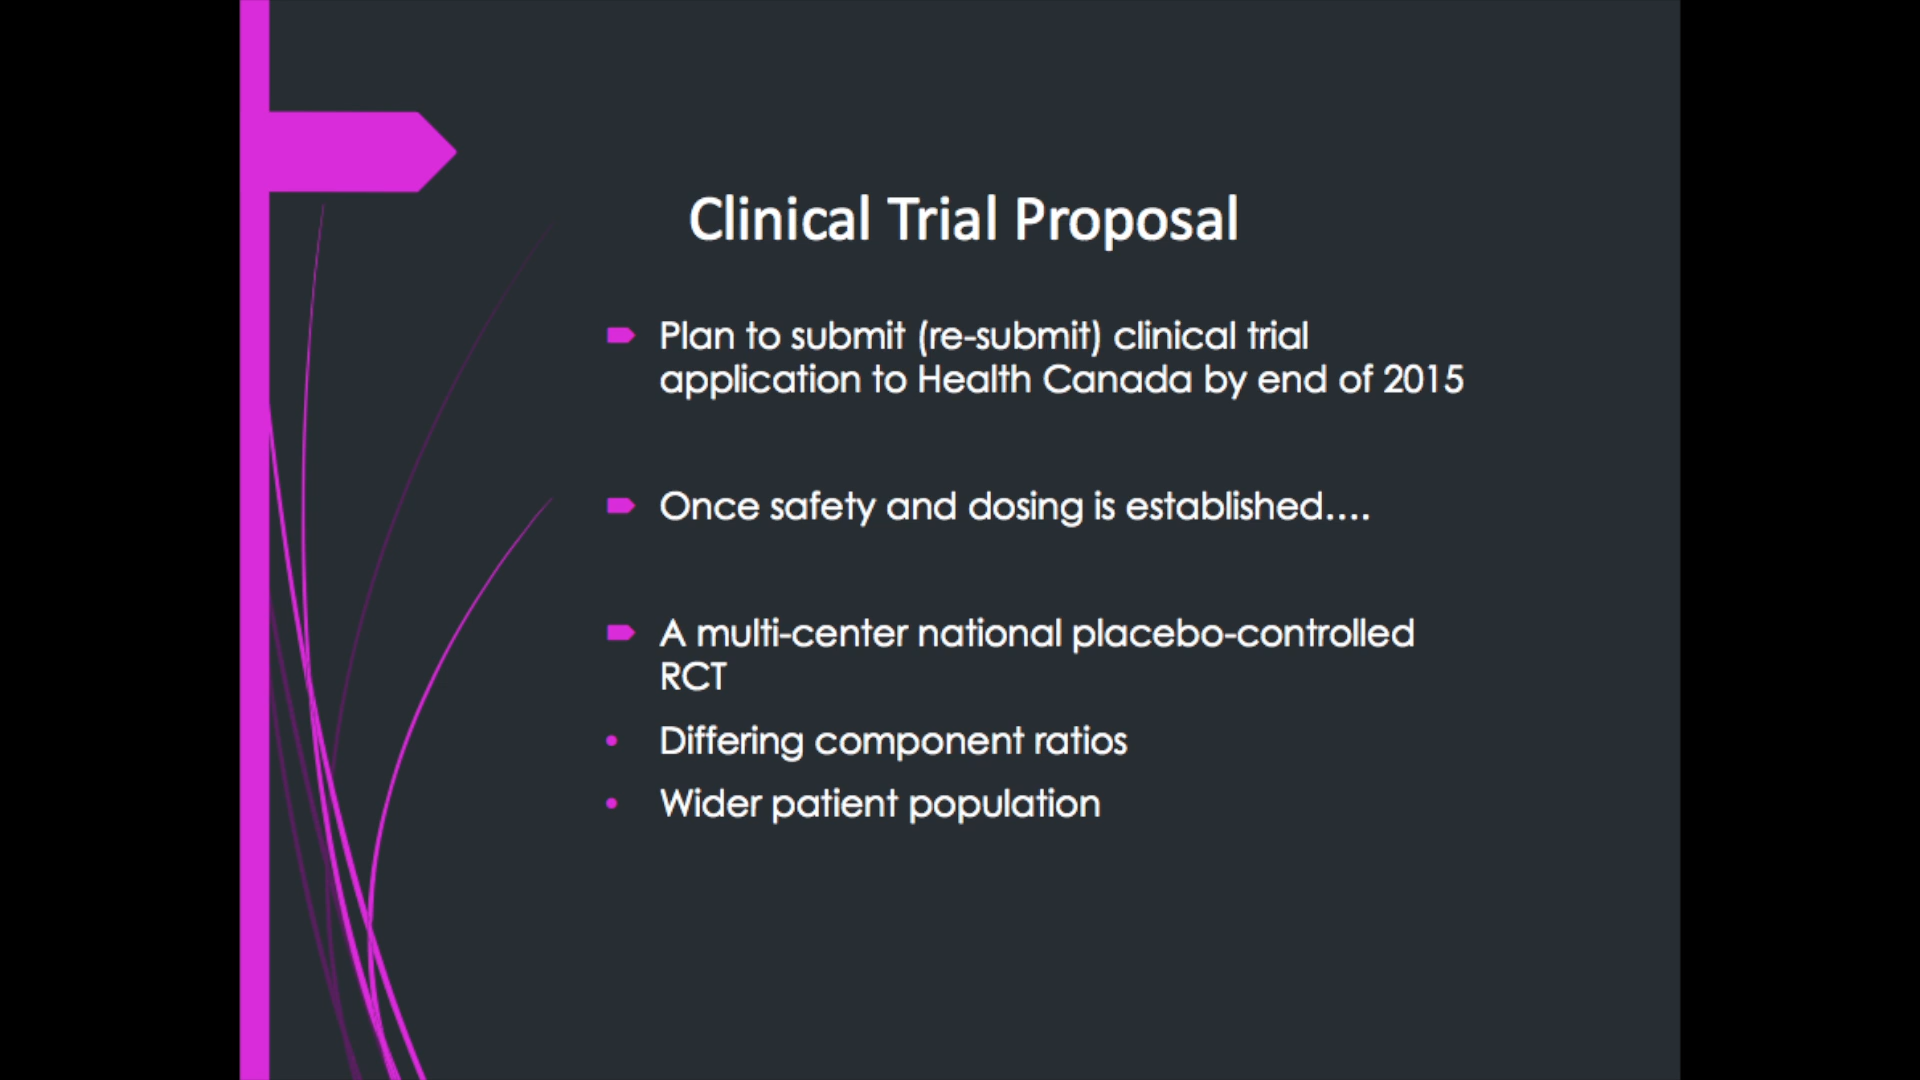 Clinical Trial Proposal
Plan to submit (re-submit) clinical trial
application to Health Canada by end of 2015
Once safety and dosing is established....
A multi-center national placebo-controlled
RCT
• Differing component ratios
• Wider patient population